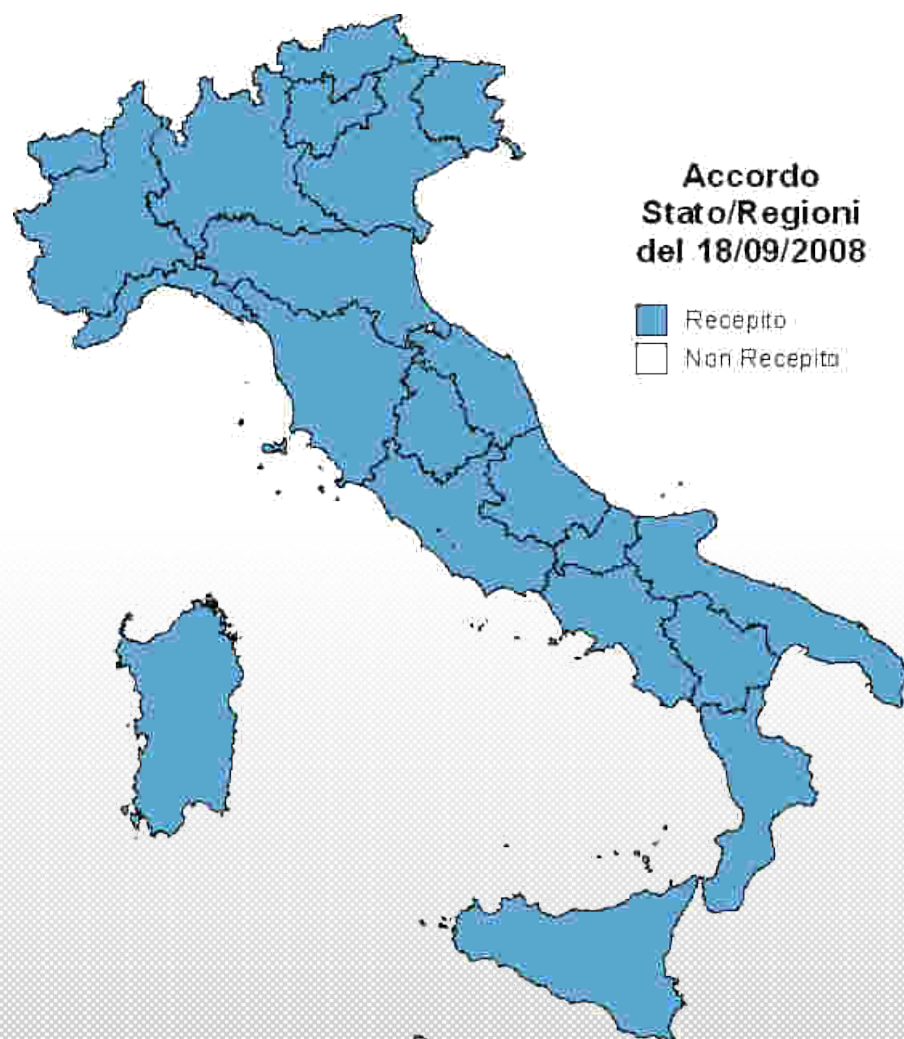 Accordo
Stato/Regioni
del 18/09/2008
Recepito
Non Recepito